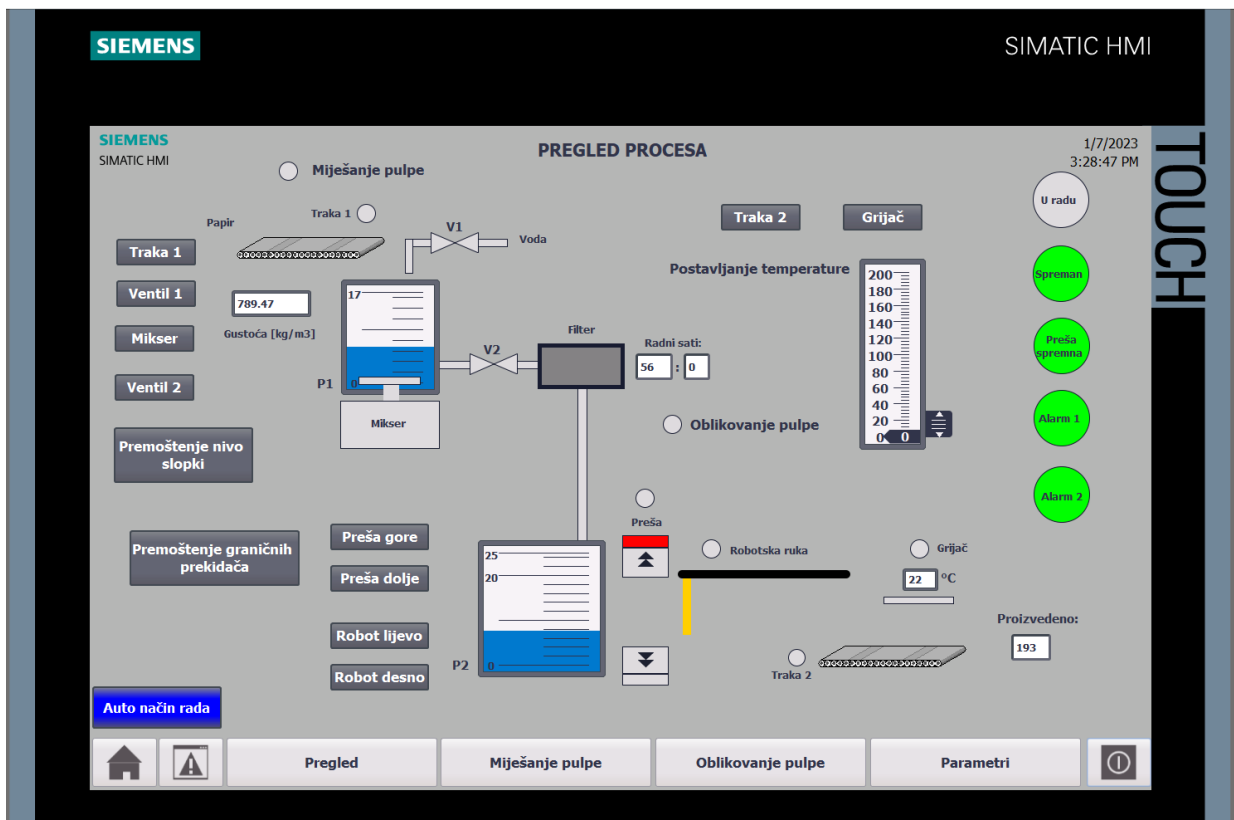 SIEMENS
SIMATIC HMI
TOUCH
SIEMENS
SIMATIC HMI
PREGLED PROCESA
1/7/2023
3:28:47 PM
Miješanje pulpe
U radu
Papir
Traka 1
V1
Voda
Traka 2
Grijač
Traka 1
Postavljanje temperature
200
180
160
140
120
100
80
60
40
20
0
0
Spreman
Ventil 1
789.47
17
Gustoća [kg/m3]
Mikser
Filter
Radni sati:
Preša
spremna
V2
56
:
0
Ventil 2
P1
0
Mikser
Oblikovanje pulpe
Alarm 1
Premoštenje nivo
slopki
Alarm 2
Preša
Premoštenje graničnih
prekidača
Preša gore
Preša dolje
25
20
Robotska ruka
Grijač
22
°C
Proizvedeno:
193
Robot lijevo
Robot desno
P2
0
Traka 2
Auto način rada
Pregled
Miješanje pulpe
Oblikovanje pulpe
Parametri